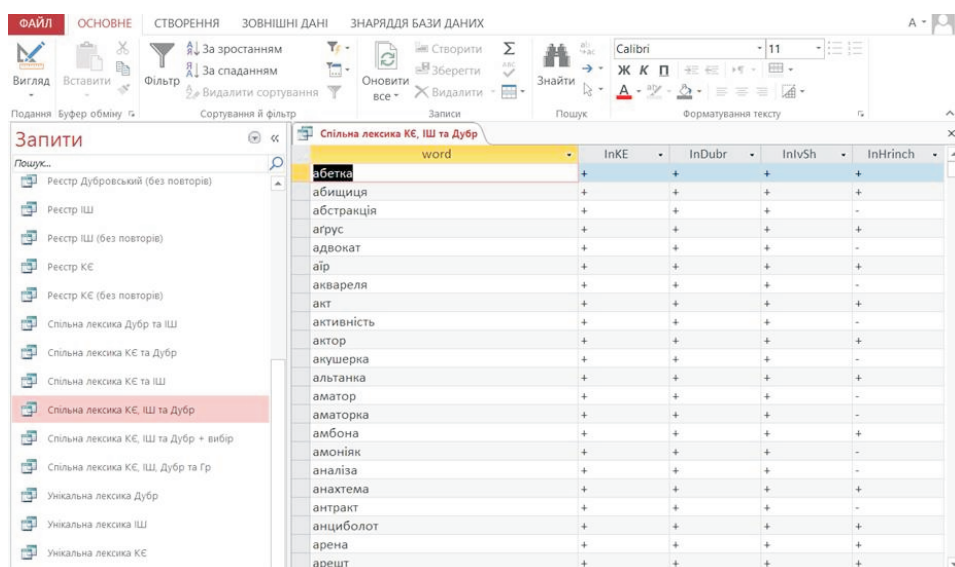 ФАЙЛ ОСНОВНЕ СТВОРЕННЯ ЗОВНІШНІ ДАНІ ЗНАРЯДДЯ БАЗИ ДАНИХ А
Вигляд Вставити Фільтр За зростанням За спаданням Видалити сортування Оновити все Створити Зберегти Видалити Знайти Calibri 11
Ж К П А
Подання Буфер обміну Сортування й фільтр Записи Пошук Форматування тексту
Запити
Пошук...
Реєстр Дубровський (без повторів)
Реєстр ІШ
Реєстр ІШ (без повторів)
Реєстр КЄ
Реєстр КЄ (без повторів)
Спільна лексика Дубр та ІШ
Спільна лексика КЄ та Дубр
Спільна лексика КЄ та ІШ
Спільна лексика КЄ, ІШ та Дубр
Спільна лексика КЄ, ІШ та Дубр + вибір
Спільна лексика КЄ, ІШ, Дубр та Гр
Унікальна лексика Дубр
Унікальна лексика ІШ
Унікальна лексика КЄ
Спільна лексика КЄ, ІШ та Дубр
word InKE InDubr InIvSh InHrinch
абетка + + + +
абищиця + + + +
абстракція + + + -
аґрус + + + +
адвокат + + + -
аїр + + + +
аквареля + + + -
акт + + + +
активність + + + -
актор + + + +
акушерка + + + -
альтанка + + + +
аматор + + + -
аматорка + + + -
амбона + + + +
амоніяк + + + -
аналіза + + + -
анахтема + + + +
антракт + + + -
анциболот + + + +
арена + + + +
арешт + + + +